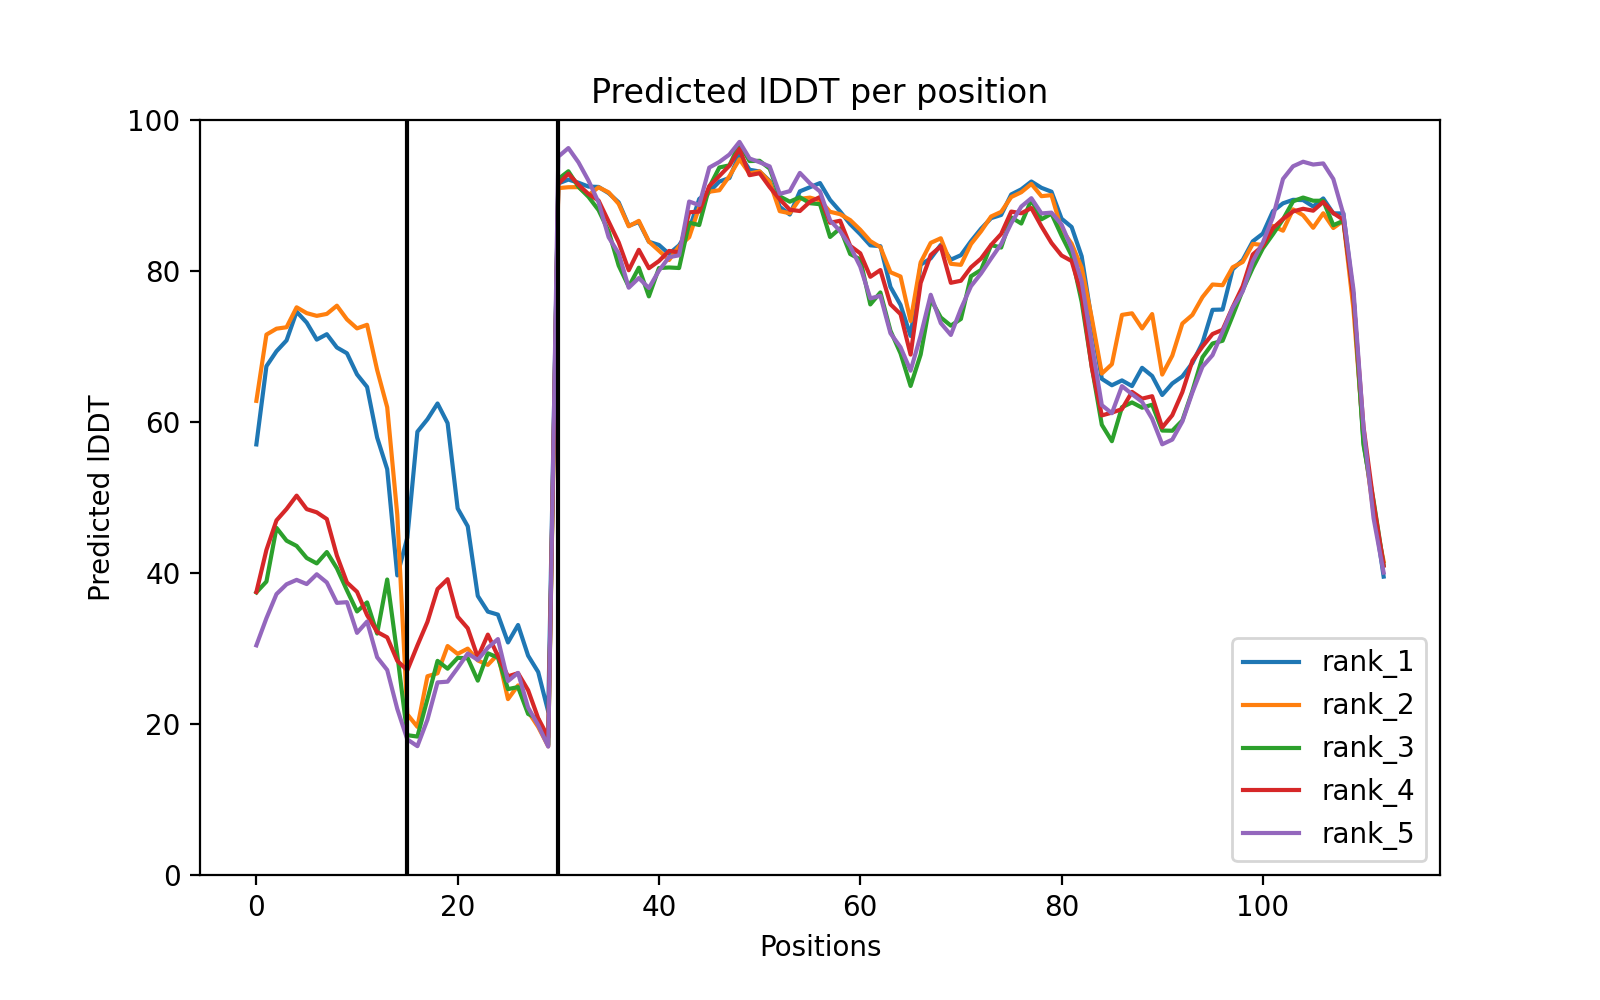 Predicted lDDT per position
100
80
60
40
20
0
Predicted lDDT
0 20 40 60 80 100
Positions
rank_1
rank_2
rank_3
rank_4
rank_5